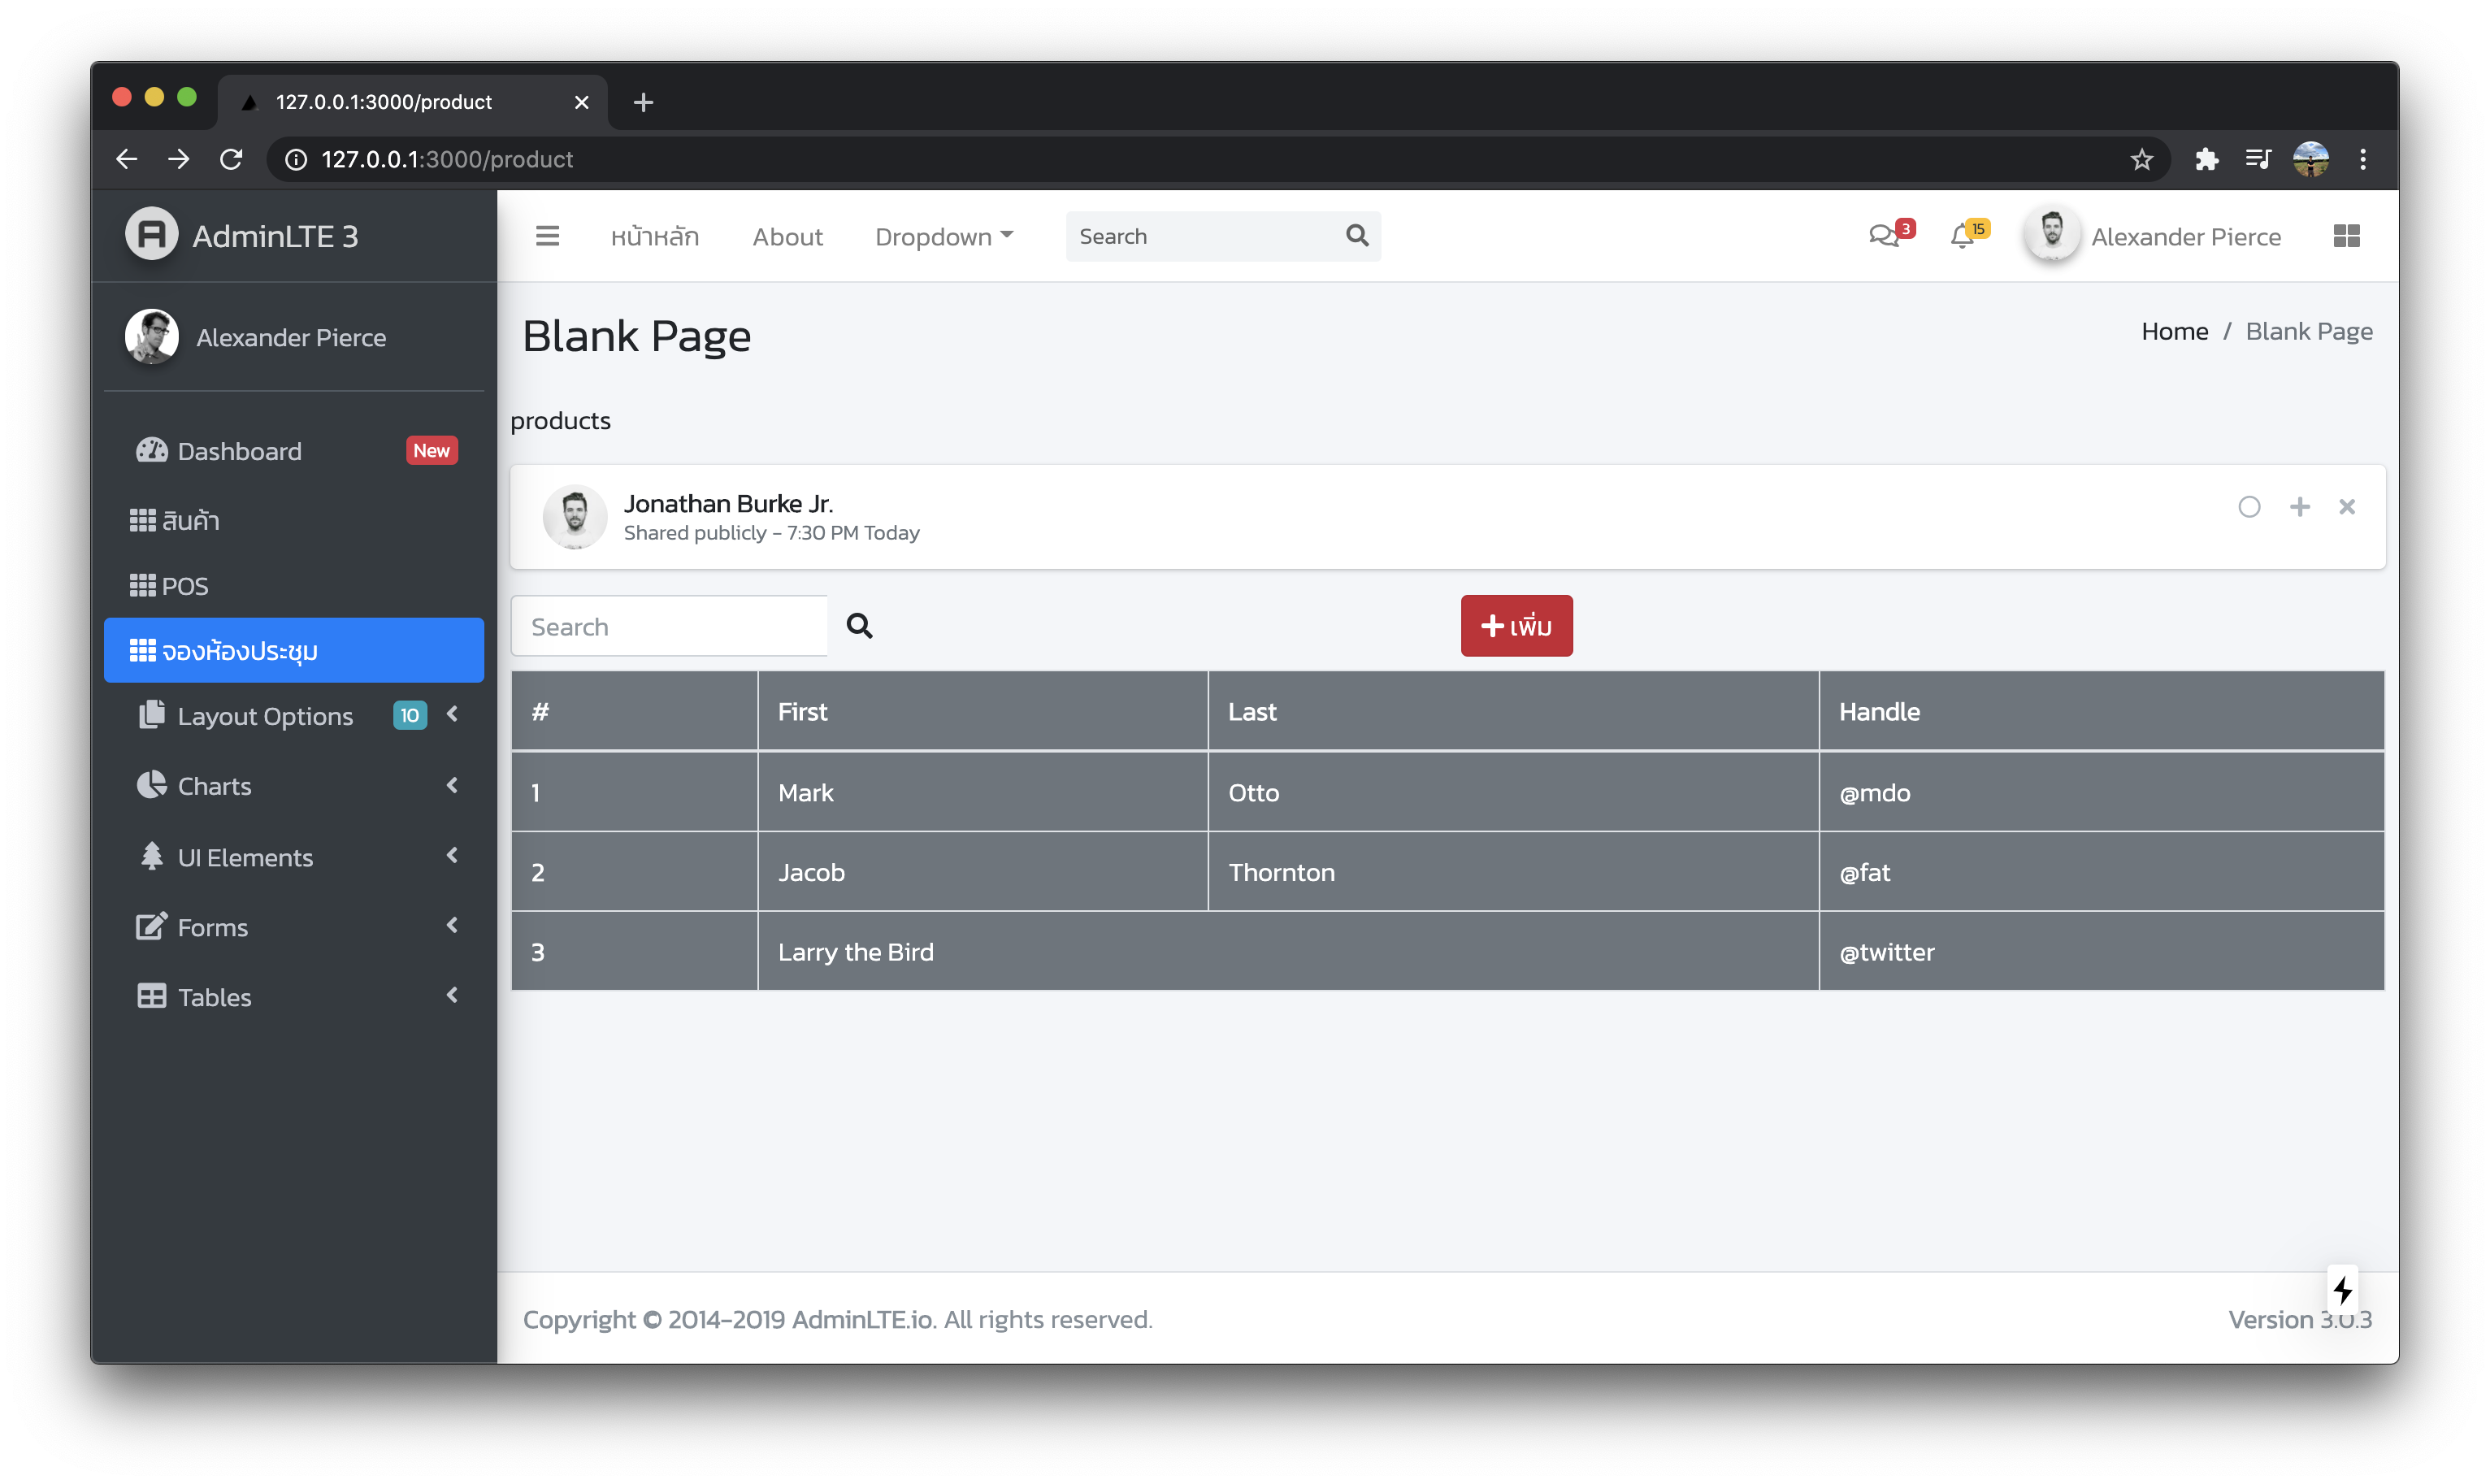 127.0.0.1:3000/product
127.0.0.1:3000/product
AdminLTE 3
หน้าหลัก About Dropdown Search 3 15 Alexander Pierce
Alexander Pierce
Blank Page
Home / Blank Page
products
Dashboard New
สินค้า
POS
จองห้องประชุม
Layout Options 10
Charts
UI Elements
Forms
Tables
Jonathan Burke Jr.
Shared publicly - 7:30 PM Today
Search
เพิ่ม
# First Last Handle
1 Mark Otto @mdo
2 Jacob Thornton @fat
3 Larry the Bird @twitter
Copyright © 2014-2019 AdminLTE.io. All rights reserved.
Version 3.0.3